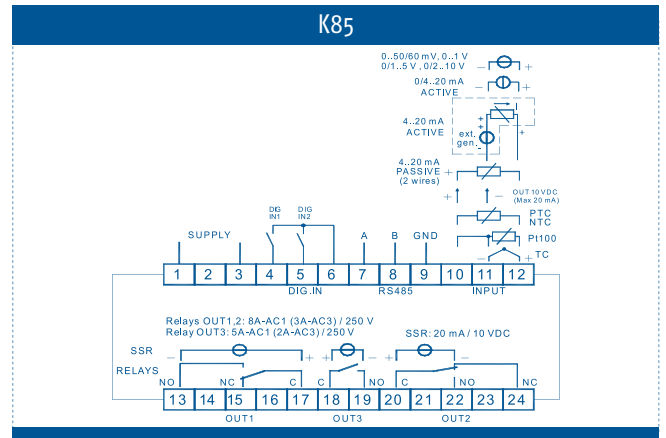 K85
0..50/60 mV, 0..1 V
0/1..5 V , 0/2..10 V
- +
0/4..20 mA
ACTIVE
- +
I
4..20 mA
ACTIVE
+
+
ext.
gen.
-
+
4..20 mA
PASSIVE
(2 wires)
+ -
+ -
OUT 10 VDC
(Max 20 mA)
PTC
NTC
Pt100
- + TC
SUPPLY
DIG
IN1
DIG
IN2
A B GND
1 2 3 4 5 6 7 8 9 10 11 12
DIG.IN RS485 INPUT
Relays OUT1,2: 8A-AC1 (3A-AC3) / 250 V
Relay OUT3: 5A-AC1 (2A-AC3) / 250 V
SSR: 20 mA / 10 VDC
SSR - + + - + -
RELAYS
NO NC C C NO C NO NC
13 14 15 16 17 18 19 20 21 22 23 24
OUT1 OUT3 OUT2